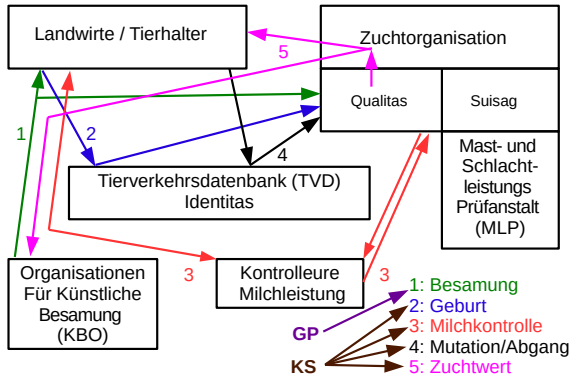 Landwirte / Tierhalter
Zuchtorganisation
5
Qualitas
Suisag
1
2
4
Mast- und
Schlacht-
leistungs
Prüfanstalt
(MLP)
Tierverkehrsdatenbank (TVD)
Identitas
Organisationen
Für Künstliche
Besamung
(KBO)
3
Kontrolleure
Milchleistung
3
GP
KS
1: Besamung
2: Geburt
3: Milchkontrolle
4: Mutation/Abgang
5: Zuchtwert